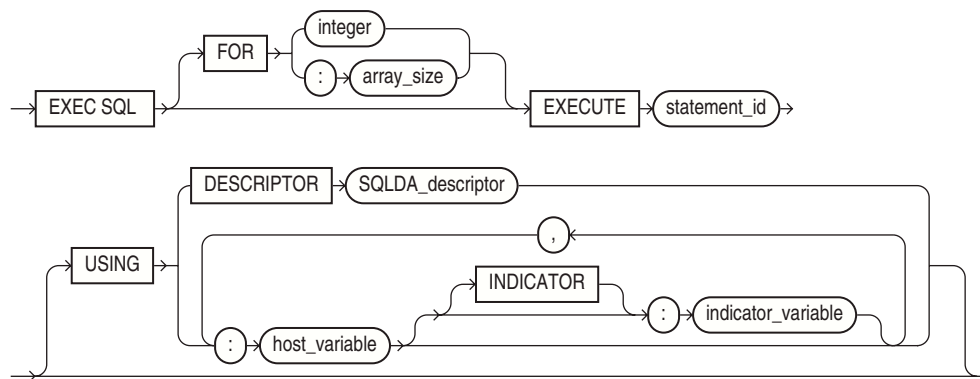 integer
FOR
: array_size
EXEC SQL EXECUTE statement_id
DESCRIPTOR SQLDA_descriptor
,
USING INDICATOR
: host_variable : indicator_variable